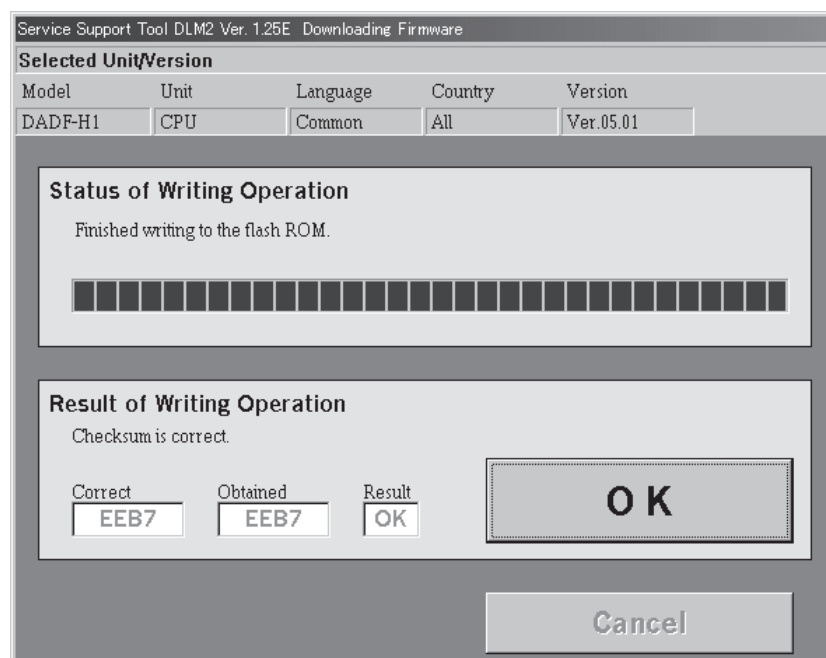 Service Support Tool DLM2 Ver. 1.25E Downloading Firmware
Selected Unit/Version
Model Unit Language Country Version
DADF-H1 CPU Common All Ver.05.01
Status of Writing Operation
Finished writing to the flash ROM.
Result of Writing Operation
Checksum is correct.
Correct Obtained Result
EEB7 EEB7 OK
OK
Cancel